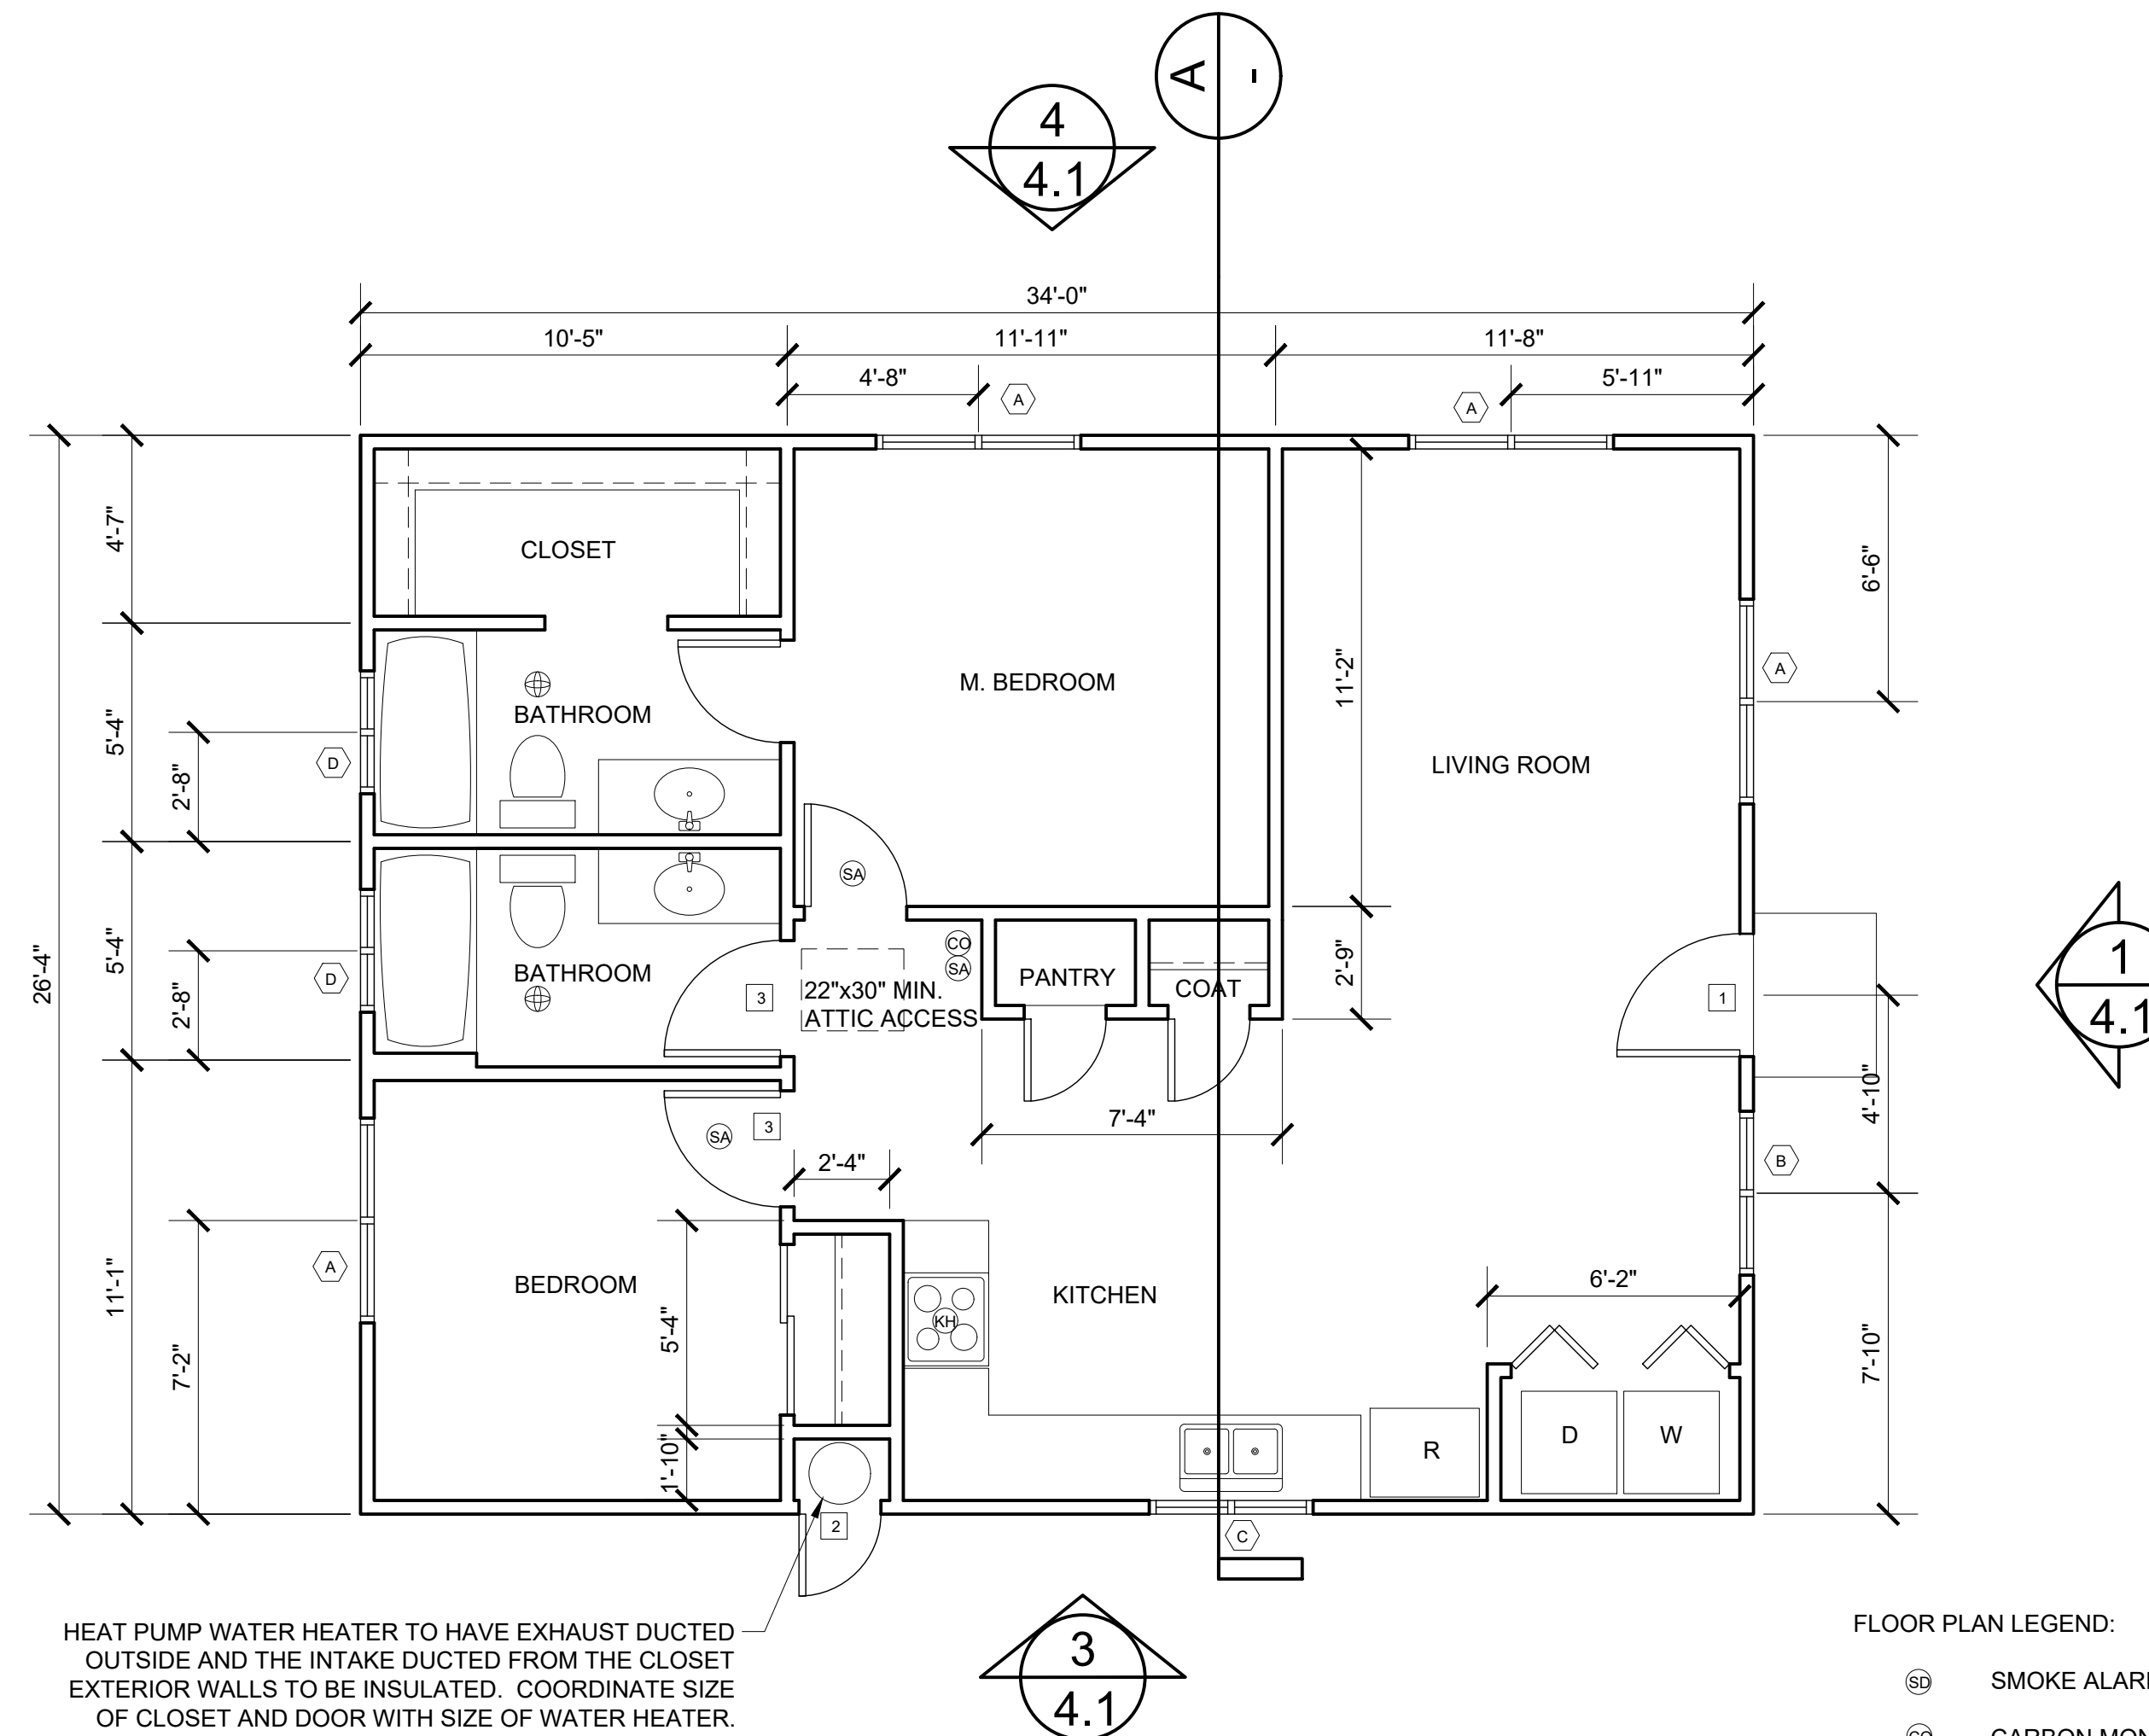 A
-
4
4.1
34'-0"
10'-5"
11'-11"
11'-8"
4'-8"
A
A
5'-11"
4'-7"
6'-6"
CLOSET
5'-4"
2'-8"
D
BATHROOM
M. BEDROOM
11'-2"
A
LIVING ROOM
SA
26'-4"
5'-4"
2'-8"
D
BATHROOM
3
22"x30" MIN.
ATTIC ACCESS
CO
SA
PANTRY
COAT
2'-9"
1
1
4.1
4'-10"
7'-4"
SA
3
2'-4"
B
11'-1"
7'-2"
A
BEDROOM
5'-4"
KH
KITCHEN
6'-2"
7'-10"
1'-10"
R
D
W
2
C
HEAT PUMP WATER HEATER TO HAVE EXHAUST DUCTED
OUTSIDE AND THE INTAKE DUCTED FROM THE CLOSET
EXTERIOR WALLS TO BE INSULATED. COORDINATE SIZE
OF CLOSET AND DOOR WITH SIZE OF WATER HEATER.
3
4.1
FLOOR PLAN LEGEND:
SD SMOKE ALAR
CO CARBON MON